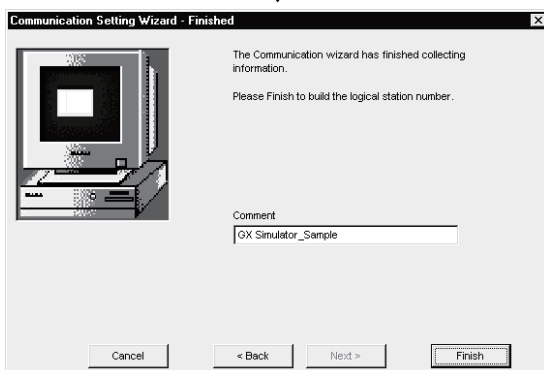 Communication Setting Wizard - Finished
The Communication wizard has finished collecting
information.
Please Finish to build the logical station number.
Comment
GX Simulator_Sample
Cancel
< Back
Next >
Finish